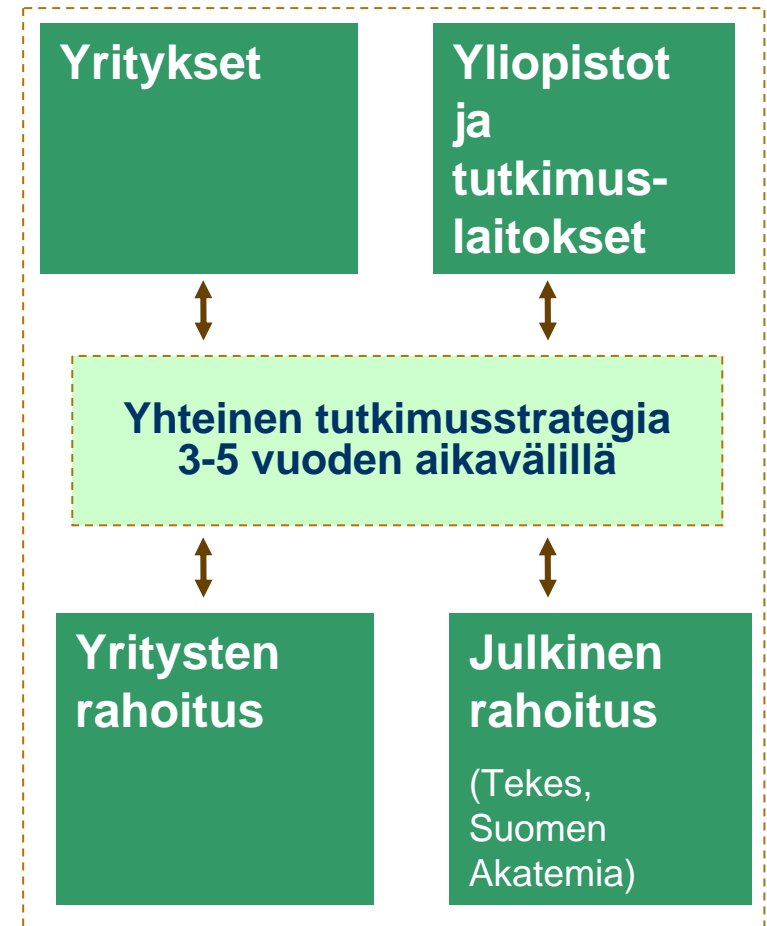 Yritykset
Yliopistot
ja
tutkimus-
laitokset
Yhteinen tutkimusstrategia
3-5 vuoden aikavälillä
Yritysten
rahoitus
Julkinen
rahoitus
(Tekes,
Suomen
Akatemia)